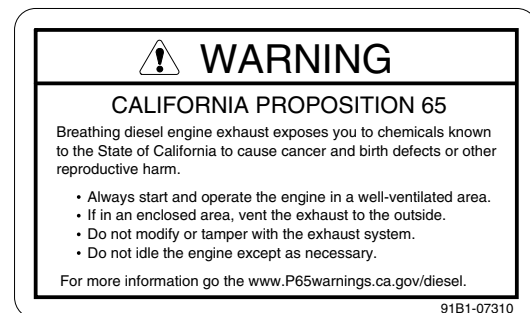 WARNING
CALIFORNIA PROPOSITION 65
Breathing diesel engine exhaust exposes you to chemicals known
to the State of California to cause cancer and birth defects or other
reproductive harm.
• Always start and operate the engine in a well-ventilated area.
• If in an enclosed area, vent the exhaust to the outside.
• Do not modify or tamper with the exhaust system.
• Do not idle the engine except as necessary.
For more information go the www.P65warnings.ca.gov/diesel.
91B1-07310